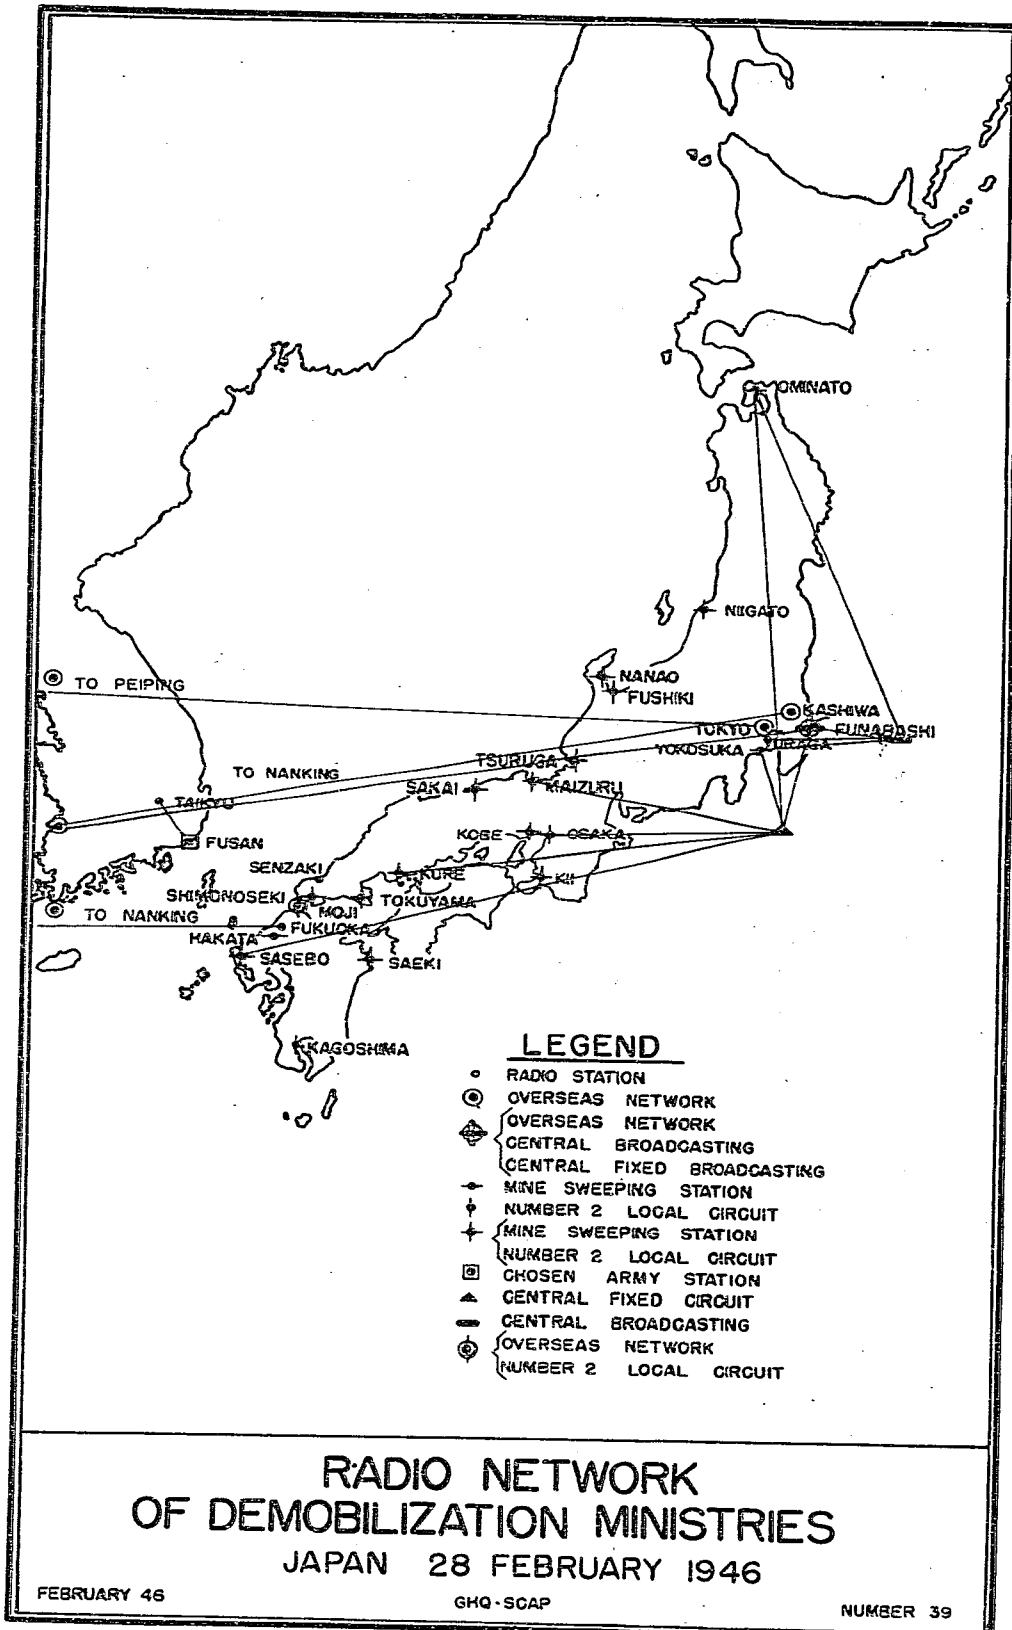 OMINATO
NIIGATO
NANAO
FUSHIKI
TO PEIPING
KASHIWA
TOKYO
FUNABASHI
YOKOSUKA
URAGA
TSURUGA
TO NANKING
SAKAI
MAIZURU
TAIKYU
KOBE
OSAKA
FUSAN
SENZAKI
KURE
KII
SHIMONOSEKI
TOKUYAMA
MOJI
TO NANKING
FUKUOKA
HAKATA
SASEBO
SAEKI
KAGOSHIMA
LEGEND
RADIO STATION
OVERSEAS NETWORK
OVERSEAS NETWORK
CENTRAL BROADCASTING
CENTRAL FIXED BROADCASTING
MINE SWEEPING STATION
NUMBER 2 LOCAL CIRCUIT
MINE SWEEPING STATION
NUMBER 2 LOCAL CIRCUIT
CHOSEN ARMY STATION
CENTRAL FIXED CIRCUIT
CENTRAL BROADCASTING
OVERSEAS NETWORK
NUMBER 2 LOCAL CIRCUIT
RADIO NETWORK
OF DEMOBILIZATION MINISTRIES
JAPAN 28 FEBRUARY 1946
FEBRUARY 46
GHQ-SCAP
NUMBER 39